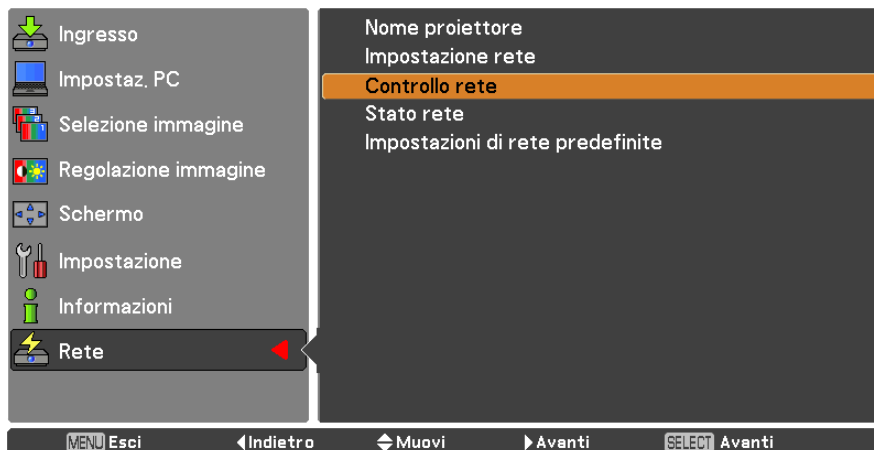 Ingresso
Impostaz. PC
Selezione immagine
Regolazione immagine
Schermo
Impostazione
Informazioni
Rete
Nome proiettore
Impostazione rete
Controllo rete
Stato rete
Impostazioni di rete predefinite
MENU Esci Indietro Muovi Avanti SELECT Avanti